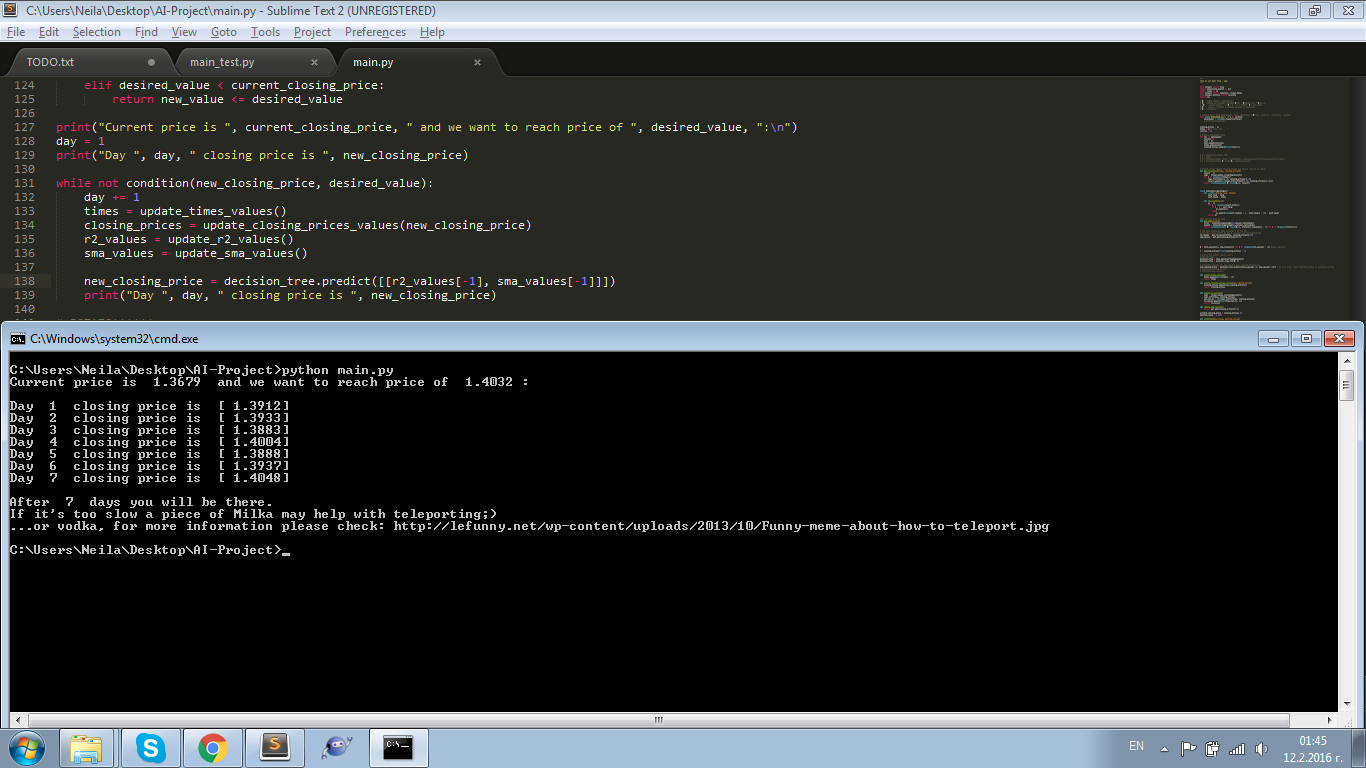 C:\Users\Neila\Desktop\AI-Project\main.py - Sublime Text 2 (UNREGISTERED)
File Edit Selection Find View Goto Tools Project Preferences Help
TODO.txt main_test.py main.py
124 elif desired_value < current_closing_price:
125 return new_value <= desired_value
126
127 print("Current price is ", current_closing_price, " and we want to reach price of ", desired_value, ":\n")
128 day = 1
129 print("Day ", day, " closing price is ", new_closing_price)
130
131 while not condition(new_closing_price, desired_value):
132 day += 1
133 times = update_times_values()
134 closing_prices = update_closing_prices_values(new_closing_price)
135 r2_values = update_r2_values()
136 sma_values = update_sma_values()
137
138 new_closing_price = decision_tree.predict([[r2_values[-1], sma_values[-1]]])
139 print("Day ", day, " closing price is ", new_closing_price)
140
C:\Windows\system32\cmd.exe
C:\Users\Neila\Desktop\AI-Project>python main.py
Current price is  1.3679  and we want to reach price of  1.4032 :
Day  1  closing price is  [ 1.3912]
Day  2  closing price is  [ 1.3933]
Day  3  closing price is  [ 1.3883]
Day  4  closing price is  [ 1.4004]
Day  5  closing price is  [ 1.3888]
Day  6  closing price is  [ 1.3937]
Day  7  closing price is  [ 1.4048]
After  7  days you will be there.
If it's too slow a piece of Milka may help with teleporting;)
...or vodka, for more information please check: http://lefunny.net/wp-content/uploads/2013/10/Funny-meme-about-how-to-teleport.jpg
C:\Users\Neila\Desktop\AI-Project>_
EN 01:45
12.2.2016 г.